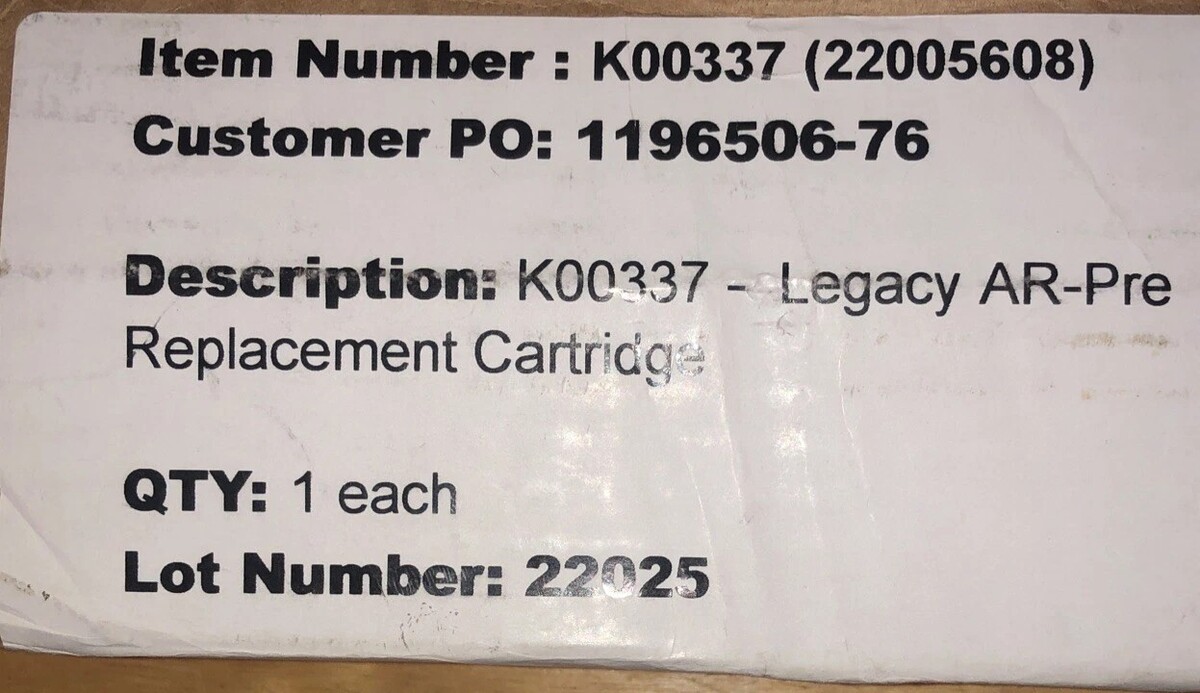 Item Number : K00337 (22005608)
Customer PO: 1196506-76
Description: K00337 - Legacy AR-Pre
Replacement Cartridge
QTY: 1 each
Lot Number: 22025